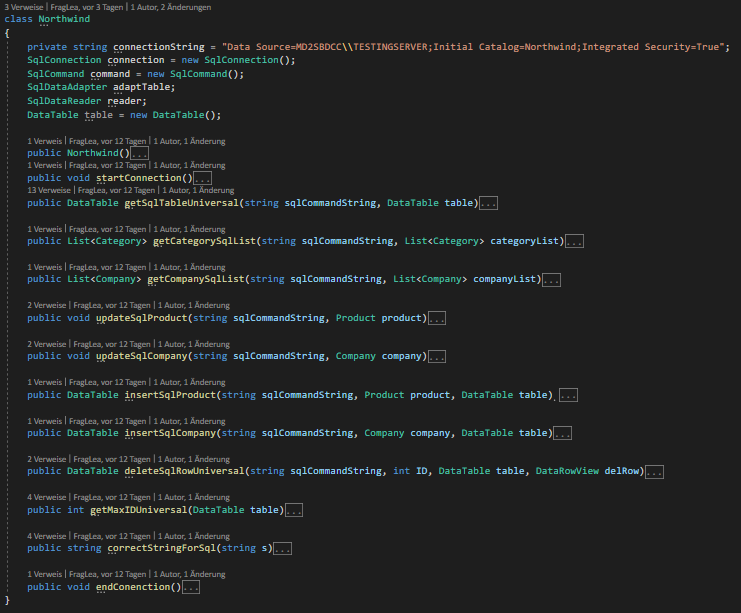 3 Verweise | FragLea, vor 3 Tagen | 1 Autor, 2 Änderungen
class Northwind
{
private string connectionString = "Data Source=MD2SBDCC\\TESTINGSERVER;Initial Catalog=Northwind;Integrated Security=True";
SqlConnection connection = new SqlConnection();
SqlCommand command = new SqlCommand();
SqlDataAdapter adaptTable;
SqlDataReader reader;
DataTable table = new DataTable();
1 Verweis | FragLea, vor 12 Tagen | 1 Autor, 1 Änderung
public Northwind()...
1 Verweis | FragLea, vor 12 Tagen | 1 Autor, 1 Änderung
public void startConnection()...
13 Verweise | FragLea, vor 12 Tagen | 1 Autor, 1 Änderung
public DataTable getSqlTableUniversal(string sqlCommandString, DataTable table)...
1 Verweis | FragLea, vor 12 Tagen | 1 Autor, 1 Änderung
public List<Category> getCategorySqlList(string sqlCommandString, List<Category> categoryList)...
1 Verweis | FragLea, vor 12 Tagen | 1 Autor, 1 Änderung
public List<Company> getCompanySqlList(string sqlCommandString, List<Company> companyList)...
2 Verweise | FragLea, vor 12 Tagen | 1 Autor, 1 Änderung
public void updateSqlProduct(string sqlCommandString, Product product)...
2 Verweise | FragLea, vor 12 Tagen | 1 Autor, 1 Änderung
public void updateSqlCompany(string sqlCommandString, Company company)...
1 Verweis | FragLea, vor 12 Tagen | 1 Autor, 1 Änderung
public DataTable insertSqlProduct(string sqlCommandString, Product product, DataTable table) ...
1 Verweis | FragLea, vor 12 Tagen | 1 Autor, 1 Änderung
public DataTable insertSqlCompany(string sqlCommandString, Company company, DataTable table)...
2 Verweise | FragLea, vor 12 Tagen | 1 Autor, 1 Änderung
public DataTable deleteSqlRowUniversal(string sqlCommandString, int ID, DataTable table, DataRowView delRow)...
4 Verweise | FragLea, vor 12 Tagen | 1 Autor, 1 Änderung
public int getMaxIDUniversal(DataTable table)...
4 Verweise | FragLea, vor 12 Tagen | 1 Autor, 1 Änderung
public string correctStringForSql(string s)...
1 Verweis | FragLea, vor 12 Tagen | 1 Autor, 1 Änderung
public void endConenction()...
}